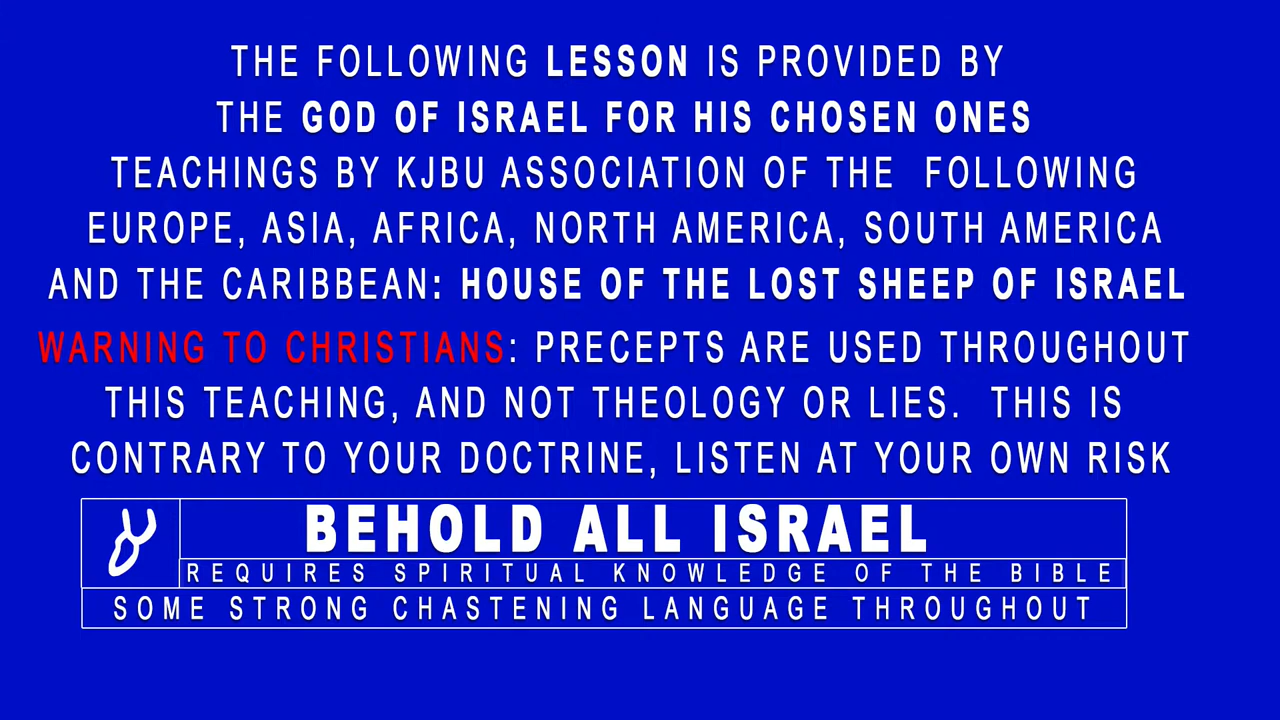 THE FOLLOWING LESSON IS PROVIDED BY
THE GOD OF ISRAEL FOR HIS CHOSEN ONES
TEACHINGS BY KJBU ASSOCIATION OF THE FOLLOWING
EUROPE, ASIA, AFRICA, NORTH AMERICA, SOUTH AMERICA
AND THE CARIBBEAN: HOUSE OF THE LOST SHEEP OF ISRAEL
WARNING TO CHRISTIANS: PRECEPTS ARE USED THROUGHOUT
THIS TEACHING, AND NOT THEOLOGY OR LIES. THIS IS
CONTRARY TO YOUR DOCTRINE, LISTEN AT YOUR OWN RISK
BEHOLD ALL ISRAEL
REQUIRES SPIRITUAL KNOWLEDGE OF THE BIBLE
SOME STRONG CHASTENING LANGUAGE THROUGHOUT